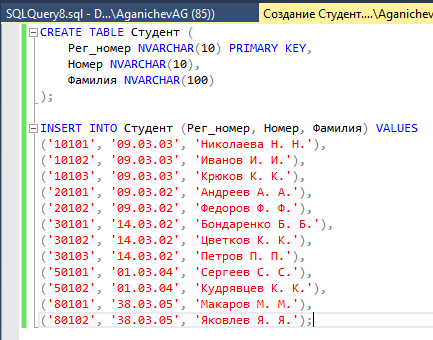 SQLQuery8.sql - D...\AganichevAG (85))
Создание Студент....\AganichevAG
CREATE TABLE Студент (
Рег_номер NVARCHAR(10) PRIMARY KEY,
Номер NVARCHAR(10),
Фамилия NVARCHAR(100)
);
INSERT INTO Студент (Рег_номер, Номер, Фамилия) VALUES
('10101', '09.03.03', 'Николаева Н. Н.'),
('10102', '09.03.03', 'Иванов И. И.'),
('10103', '09.03.03', 'Крюков К. К.'),
('20101', '09.03.02', 'Андреев А. А.'),
('20102', '09.03.02', 'Федоров Ф. Ф.'),
('30101', '14.03.02', 'Бондаренко Б. Б.'),
('30102', '14.03.02', 'Цветков К. К.'),
('30103', '14.03.02', 'Петров П. П.'),
('50101', '01.03.04', 'Сергеев С. С.'),
('50102', '01.03.04', 'Кудрявцев К. К.'),
('80101', '38.03.05', 'Макаров М. М.'),
('80102', '38.03.05', 'Яковлев Я. Я.');